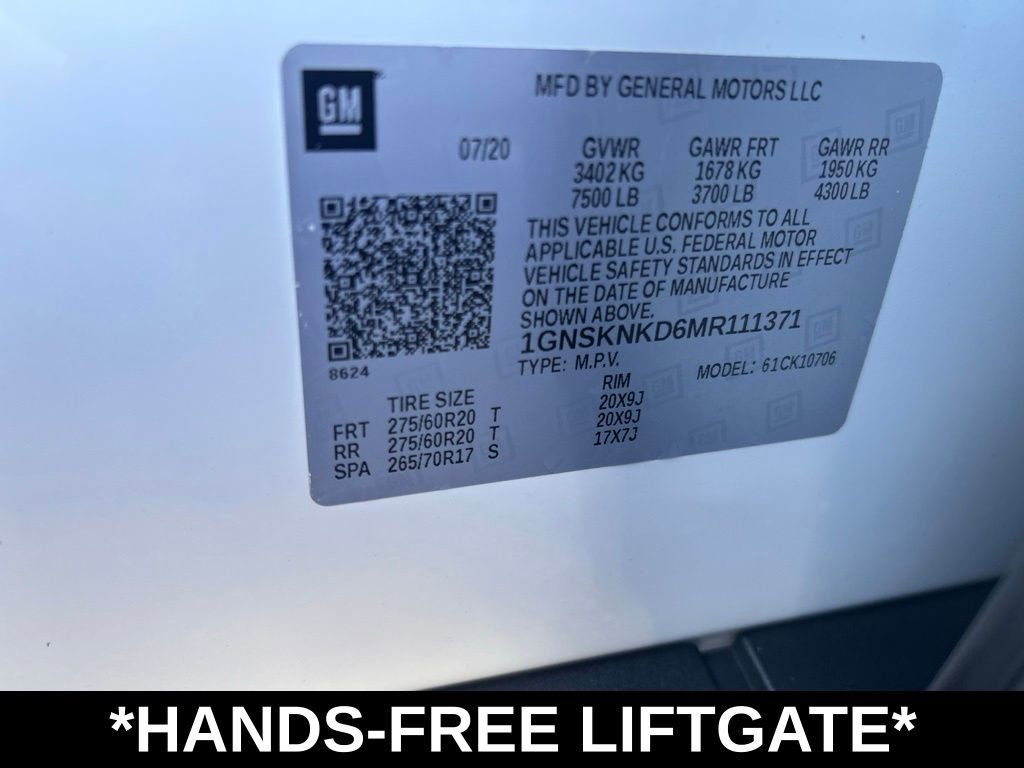 GM
MFD BY GENERAL MOTORS LLC
07/20
GVWR GAWR FRT GAWR RR
3402 KG 1678 KG 1950 KG
7500 LB 3700 LB 4300 LB
THIS VEHICLE CONFORMS TO ALL
APPLICABLE U.S. FEDERAL MOTOR
VEHICLE SAFETY STANDARDS IN EFFECT
ON THE DATE OF MANUFACTURE
SHOWN ABOVE.
1GNSKNKD6MR111371
8624
TYPE: M.P.V. MODEL: 61CK10706
TIRE SIZE RIM
FRT 275/60R20 T 20X9J
RR 275/60R20 T 20X9J
SPA 265/70R17 S 17X7J
*HANDS-FREE LIFTGATE*